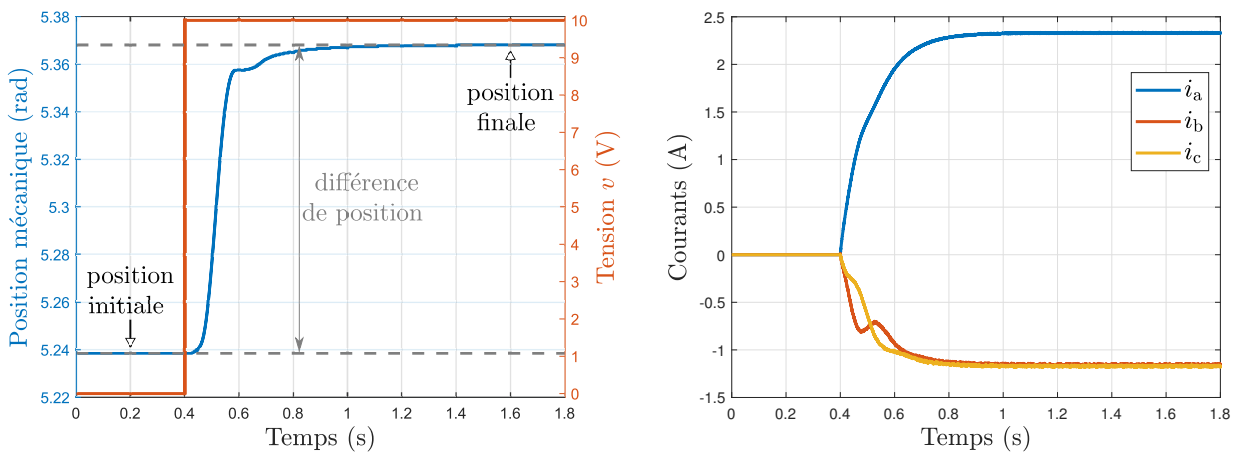 5.38
5.36
5.34
5.32
5.3
5.28
5.26
5.24
5.22
Position mécanique (rad)
position
initiale
différence
de position
position
finale
10
9
8
7
6
5
4
3
2
1
0
Tension v (V)
0 0.2 0.4 0.6 0.8 1 1.2 1.4 1.6 1.8
Temps (s)
2.5
2
1.5
1
0.5
0
-0.5
-1
-1.5
Courants (A)
ia
ib
ic
0 0.2 0.4 0.6 0.8 1 1.2 1.4 1.6 1.8
Temps (s)